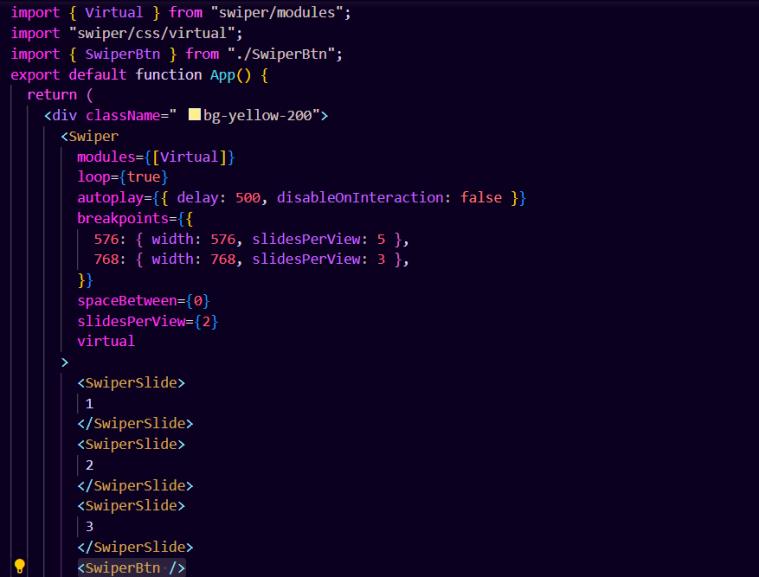 import { Virtual } from "swiper/modules";
import "swiper/css/virtual";
import { SwiperBtn } from "./SwiperBtn";
export default function App() {
return (
<div className=" bg-yellow-200">
<Swiper
modules={[Virtual]}
loop={true}
autoplay={{ delay: 500, disableOnInteraction: false }}
breakpoints={{
576: { width: 576, slidesPerView: 5 },
768: { width: 768, slidesPerView: 3 },
}}
spaceBetween={0}
slidesPerView={2}
virtual
>
<SwiperSlide>
1
</SwiperSlide>
<SwiperSlide>
2
</SwiperSlide>
<SwiperSlide>
3
</SwiperSlide>
<SwiperBtn />